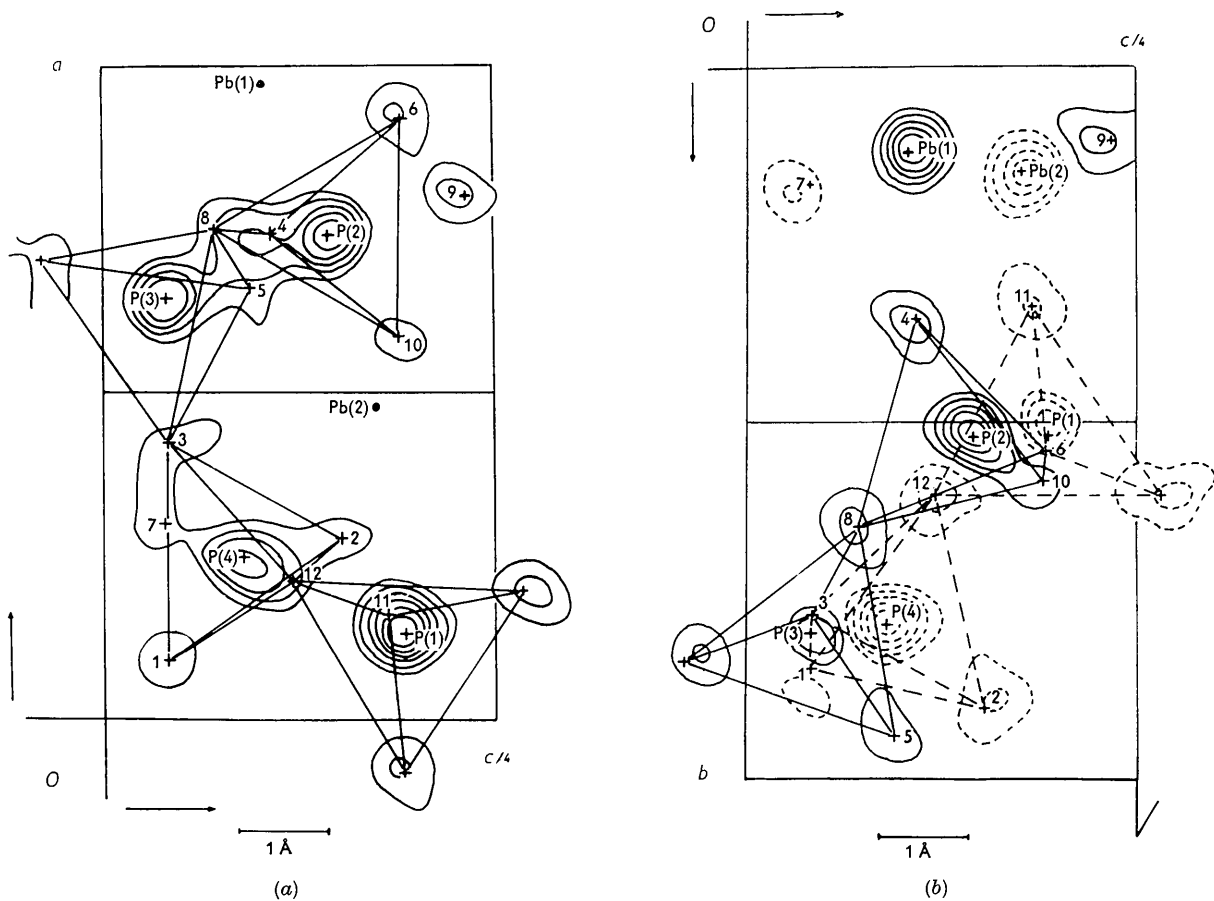 a
Pb(1)
6
9
8
4
P(2)
P(3)
5
10
Pb(2)
3
7
2
P(4)
12
11
P(1)
1
c/4
O
1 Å
(a)
O
c/4
9
Pb(1)
7
Pb(2)
11
4
P(1)
P(2)
6
10
12
8
3
P(4)
P(3)
1
2
5
b
1 Å
(b)